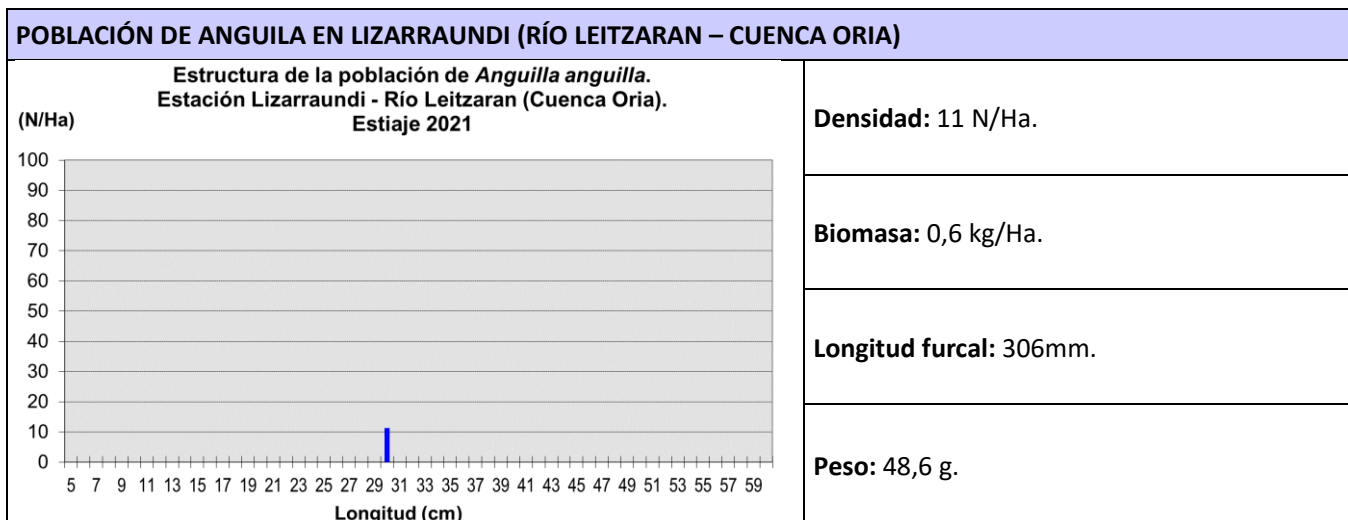 POBLACIÓN DE ANGUILA EN LIZARRAUNDI (RÍO LEITZARAN – CUENCA ORIA)
Estructura de la población de Anguilla anguilla.
Estación Lizarraundi - Río Leitzaran (Cuenca Oria).
Estiaje 2021
(N/Ha)
100
90
80
70
60
50
40
30
20
10
0
5 7 9 11 13 15 17 19 21 23 25 27 29 31 33 35 37 39 41 43 45 47 49 51 53 55 57 59
Longitud (cm)
Densidad: 11 N/Ha.
Biomasa: 0,6 kg/Ha.
Longitud furcal: 306mm.
Peso: 48,6 g.